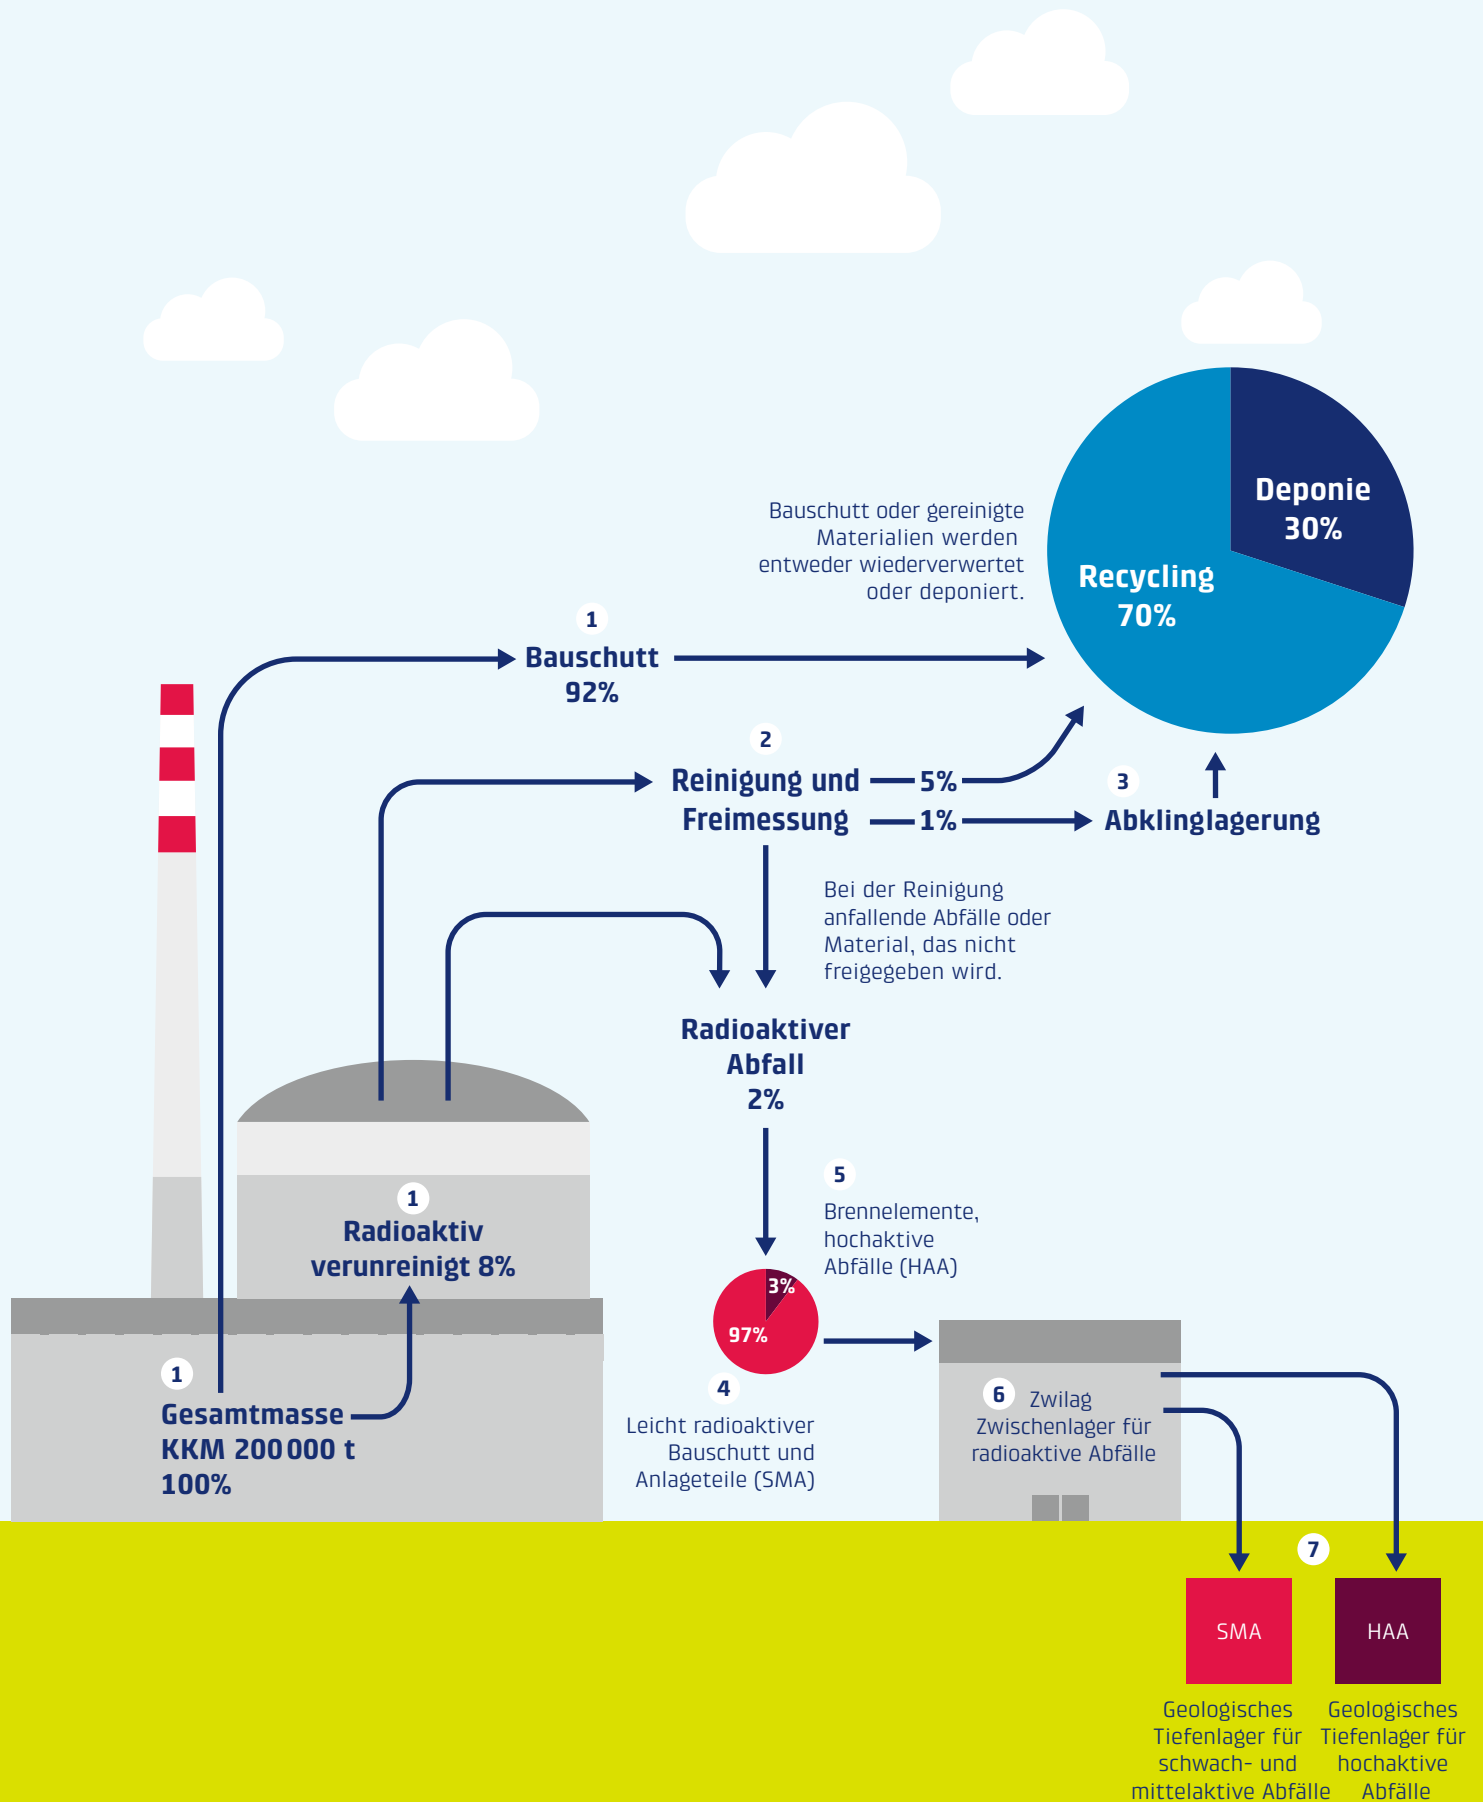 Deponie
30%
Recycling
70%
Bauschutt oder gereinigte
Materialien werden
entweder wiederverwertet
oder deponiert.
1
Bauschutt
92%
2
Reinigung und
Freimessung
5%
1%
3
Abklinglagerung
Bei der Reinigung
anfallende Abfälle oder
Material, das nicht
freigegeben wird.
Radioaktiver
Abfall
2%
1
Radioaktiv
verunreinigt 8%
1
Gesamtmasse
KKM 200 000 t
100%
5
Brennelemente,
hochaktive
Abfälle (HAA)
3%
97%
4
Leicht radioaktiver
Bauschutt und
Anlageteile (SMA)
6 Zwilag
Zwischenlager für
radioaktive Abfälle
7
SMA
HAA
Geologisches
Tiefenlager für
schwach- und
mittelaktive Abfälle
Geologisches
Tiefenlager für
hochaktive
Abfälle